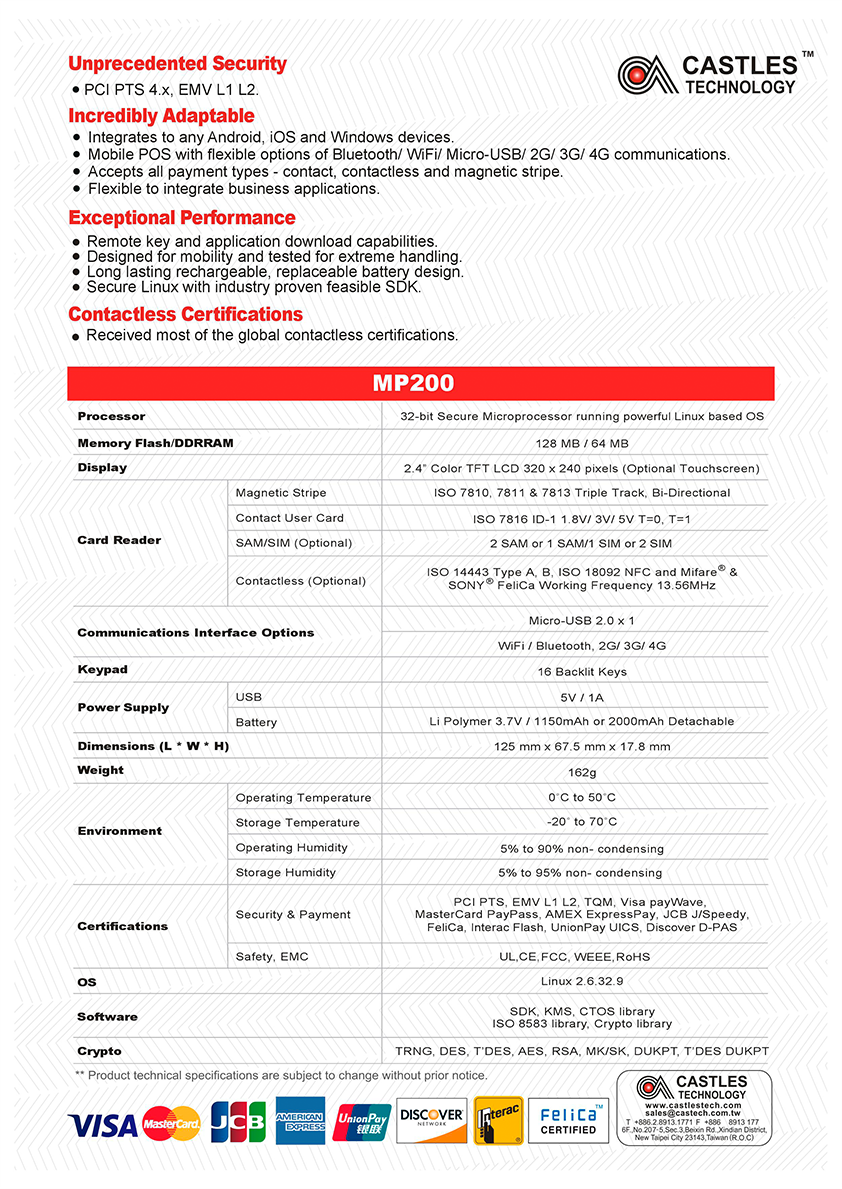 Unprecedented Security
• PCI PTS 4.x, EMV L1 L2.
CASTLES™
TECHNOLOGY
Incredibly Adaptable
• Integrates to any Android, iOS and Windows devices.
• Mobile POS with flexible options of Bluetooth/ WiFi/ Micro-USB/ 2G/ 3G/ 4G communications.
• Accepts all payment types - contact, contactless and magnetic stripe.
• Flexible to integrate business applications.
Exceptional Performance
• Remote key and application download capabilities.
• Designed for mobility and tested for extreme handling.
• Long lasting rechargeable, replaceable battery design.
• Secure Linux with industry proven feasible SDK.
Contactless Certifications
• Received most of the global contactless certifications.
MP200
Processor 32-bit Secure Microprocessor running powerful Linux based OS
Memory Flash/DDRRAM 128 MB / 64 MB
Display 2.4" Color TFT LCD 320 x 240 pixels (Optional Touchscreen)
Card Reader
Magnetic Stripe ISO 7810, 7811 & 7813 Triple Track, Bi-Directional
Contact User Card ISO 7816 ID-1 1.8V/ 3V/ 5V T=0, T=1
SAM/SIM (Optional) 2 SAM or 1 SAM/1 SIM or 2 SIM
Contactless (Optional) ISO 14443 Type A, B, ISO 18092 NFC and Mifare® &
SONY® FeliCa Working Frequency 13.56MHz
Communications Interface Options
Micro-USB 2.0 x 1
WiFi / Bluetooth, 2G/ 3G/ 4G
Keypad 16 Backlit Keys
Power Supply
USB 5V / 1A
Battery Li Polymer 3.7V / 1150mAh or 2000mAh Detachable
Dimensions (L * W * H) 125 mm x 67.5 mm x 17.8 mm
Weight 162g
Environment
Operating Temperature 0°C to 50°C
Storage Temperature -20° to 70°C
Operating Humidity 5% to 90% non- condensing
Storage Humidity 5% to 95% non- condensing
Certifications
Security & Payment PCI PTS, EMV L1 L2, TQM, Visa payWave,
MasterCard PayPass, AMEX ExpressPay, JCB J/Speedy,
FeliCa, Interac Flash, UnionPay UICS, Discover D-PAS
Safety, EMC UL,CE,FCC, WEEE,RoHS
OS Linux 2.6.32.9
Software SDK, KMS, CTOS library
ISO 8583 library, Crypto library
Crypto TRNG, DES, T'DES, AES, RSA, MK/SK, DUKPT, T'DES DUKPT
** Product technical specifications are subject to change without prior notice.
VISA
MasterCard.
JCB
AMERICAN
EXPRESS
UnionPay
银联
DISCOVER
NETWORK
Interac
FeliCa™
CERTIFIED
CASTLES
TECHNOLOGY
www.castlestech.com
sales@castech.com.tw
T +886.2.8913.1771 F +886 8913 177
6F.,No.207-5,Sec.3,Beixin Rd.,Xindian District,
New Taipei City 23143,Taiwan (R.O.C)